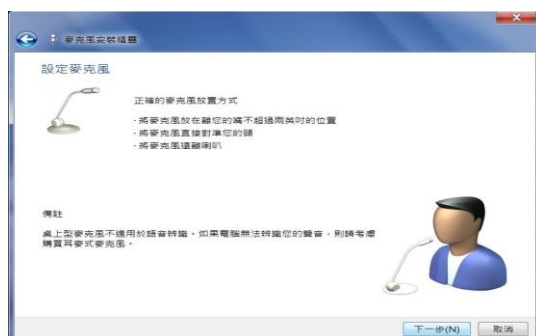 麥克風安裝精靈
設定麥克風
正確的麥克風放置方式
·將麥克風放在離您的嘴不超過兩英吋的位置
·將麥克風直接對準您的頭
·將麥克風遠離喇叭
備註
桌上型麥克風不適用於語音辨識。如果電腦無法辨識您的聲音，則請考慮
購買耳麥式麥克風。
下一步(N)
取消